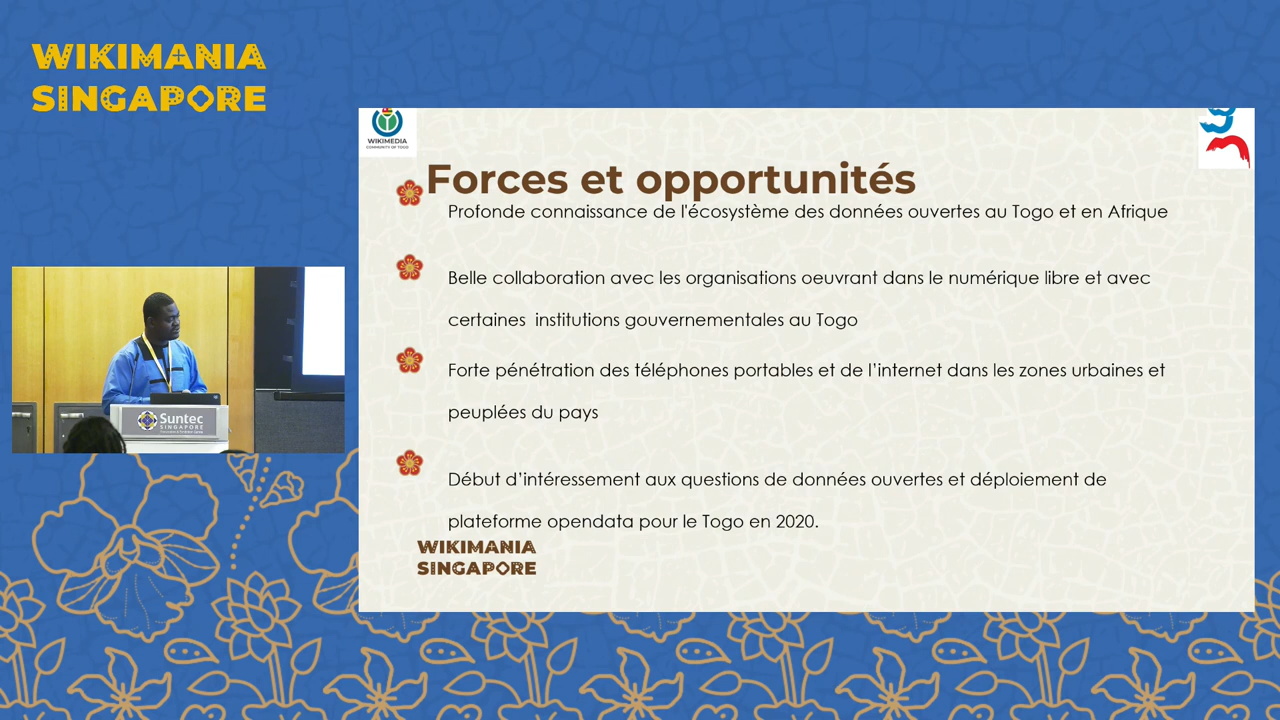 WIKIMANIA
SINGAPORE
WIKIMEDIA
COMMUNITY OF TOGO
Forces et opportunités
Profonde connaissance de l'écosystème des données ouvertes au Togo et en Afrique
Belle collaboration avec les organisations oeuvrant dans le numérique libre et avec
certaines institutions gouvernementales au Togo
Forte pénétration des téléphones portables et de l'internet dans les zones urbaines et
peuplées du pays
Début d'intéressement aux questions de données ouvertes et déploiement de
plateforme opendata pour le Togo en 2020.
WIKIMANIA
SINGAPORE
Suntec
SINGAPORE